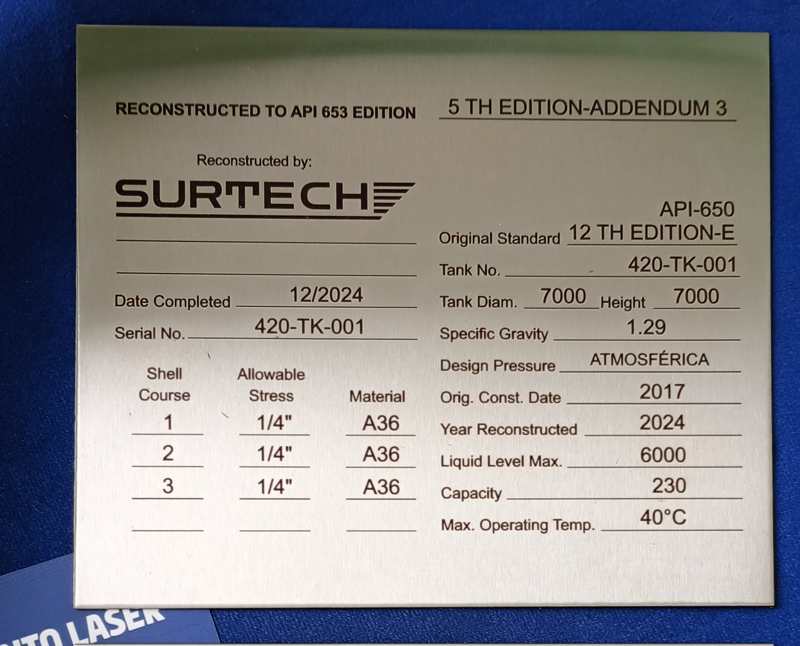 RECONSTRUCTED TO API 653 EDITION 5 TH EDITION-ADDENDUM 3
Reconstructed by:
SURTECH
Date Completed 12/2024
Serial No. 420-TK-001
Shell Course Allowable Stress Material
1 1/4" A36
2 1/4" A36
3 1/4" A36
API-650
Original Standard 12 TH EDITION-E
Tank No. 420-TK-001
Tank Diam. 7000 Height 7000
Specific Gravity 1.29
Design Pressure ATMOSFÉRICA
Orig. Const. Date 2017
Year Reconstructed 2024
Liquid Level Max. 6000
Capacity 230
Max. Operating Temp. 40°C
LASER